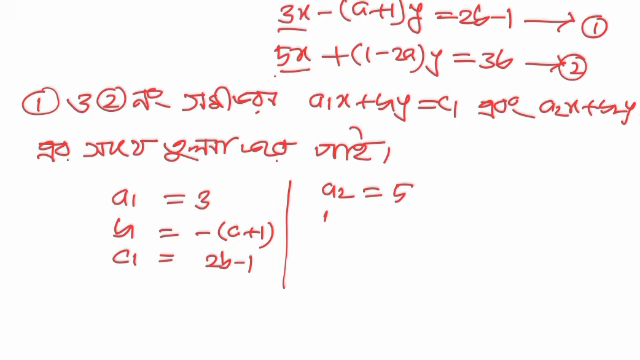 3x - (a+1)y = 2b-1 → ①
5x + (1-2a)y = 3b → ②
① ও ② নং সমীকরণ a₁x + b₁y = c₁ এবং a₂x + b₂y
এর সাথে তুলনা করে পাই,
a₁ = 3
b₁ = -(a+1)
c₁ = 2b-1
a₂ = 5